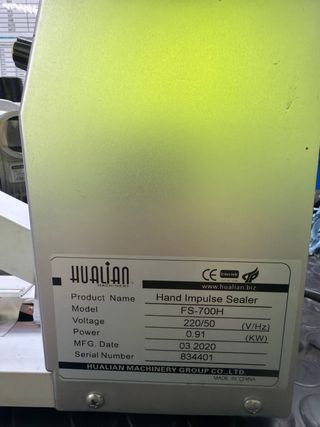 HUALIAN
MACHINERY
CE
www.hualian.biz
Product Name Hand Impulse Sealer
Model FS-700H
Voltage 220/50 (V/Hz)
Power 0.91 (KW)
MFG. Date 03.2020
Serial Number 834401
HUALIAN MACHINERY GROUP CO.,LTD
MADE IN CHINA